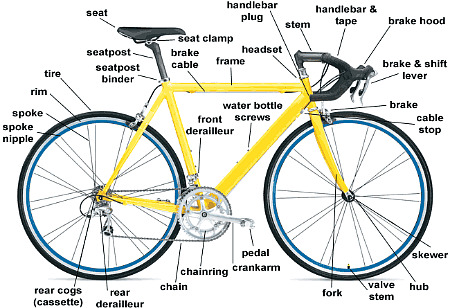 seat
handlebar
plug
stem
handlebar &
tape
brake hood
seat clamp
seatpost
brake
cable
headset
frame
seatpost
binder
brake & shift
lever
tire
rim
spoke
spoke
nipple
front
derailleur
water bottle
screws
brake
cable
stop
rear cogs
(cassette)
rear
derailleur
chain
chainring
pedal
crankarm
fork
valve
stem
hub
skewer